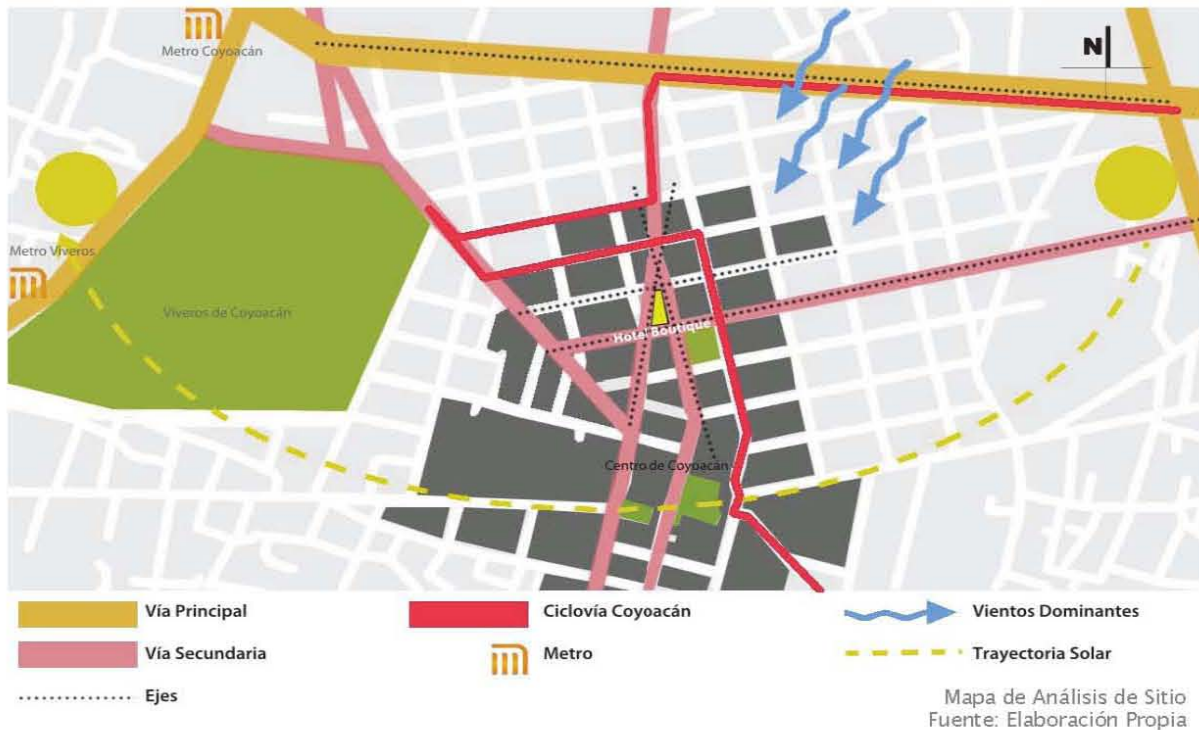 Metro Coyoacán
N
Metro Viveros
Viveros de Coyoacán
Hotel Boutique
Centro de Coyoacán
Vía Principal
Ciclovía Coyoacán
Vientos Dominantes
Vía Secundaria
Metro
Trayectoria Solar
Ejes
Mapa de Análisis de Sitio
Fuente: Elaboración Propia